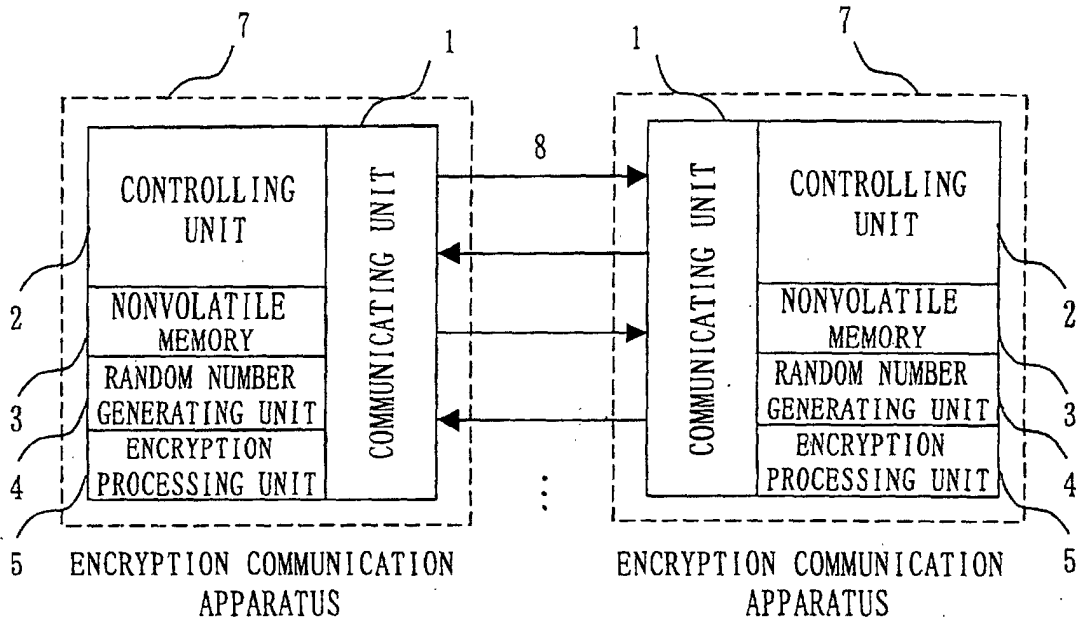 7
1
1
7
8
CONTROLLING
UNIT
COMMUNICATING UNIT
COMMUNICATING UNIT
CONTROLLING
UNIT
2
NONVOLATILE
MEMORY
NONVOLATILE
MEMORY
2
3
RANDOM NUMBER
GENERATING UNIT
RANDOM NUMBER
GENERATING UNIT
3
4
ENCRYPTION
PROCESSING UNIT
ENCRYPTION
PROCESSING UNIT
4
5
ENCRYPTION COMMUNICATION
APPARATUS
ENCRYPTION COMMUNICATION
APPARATUS
5